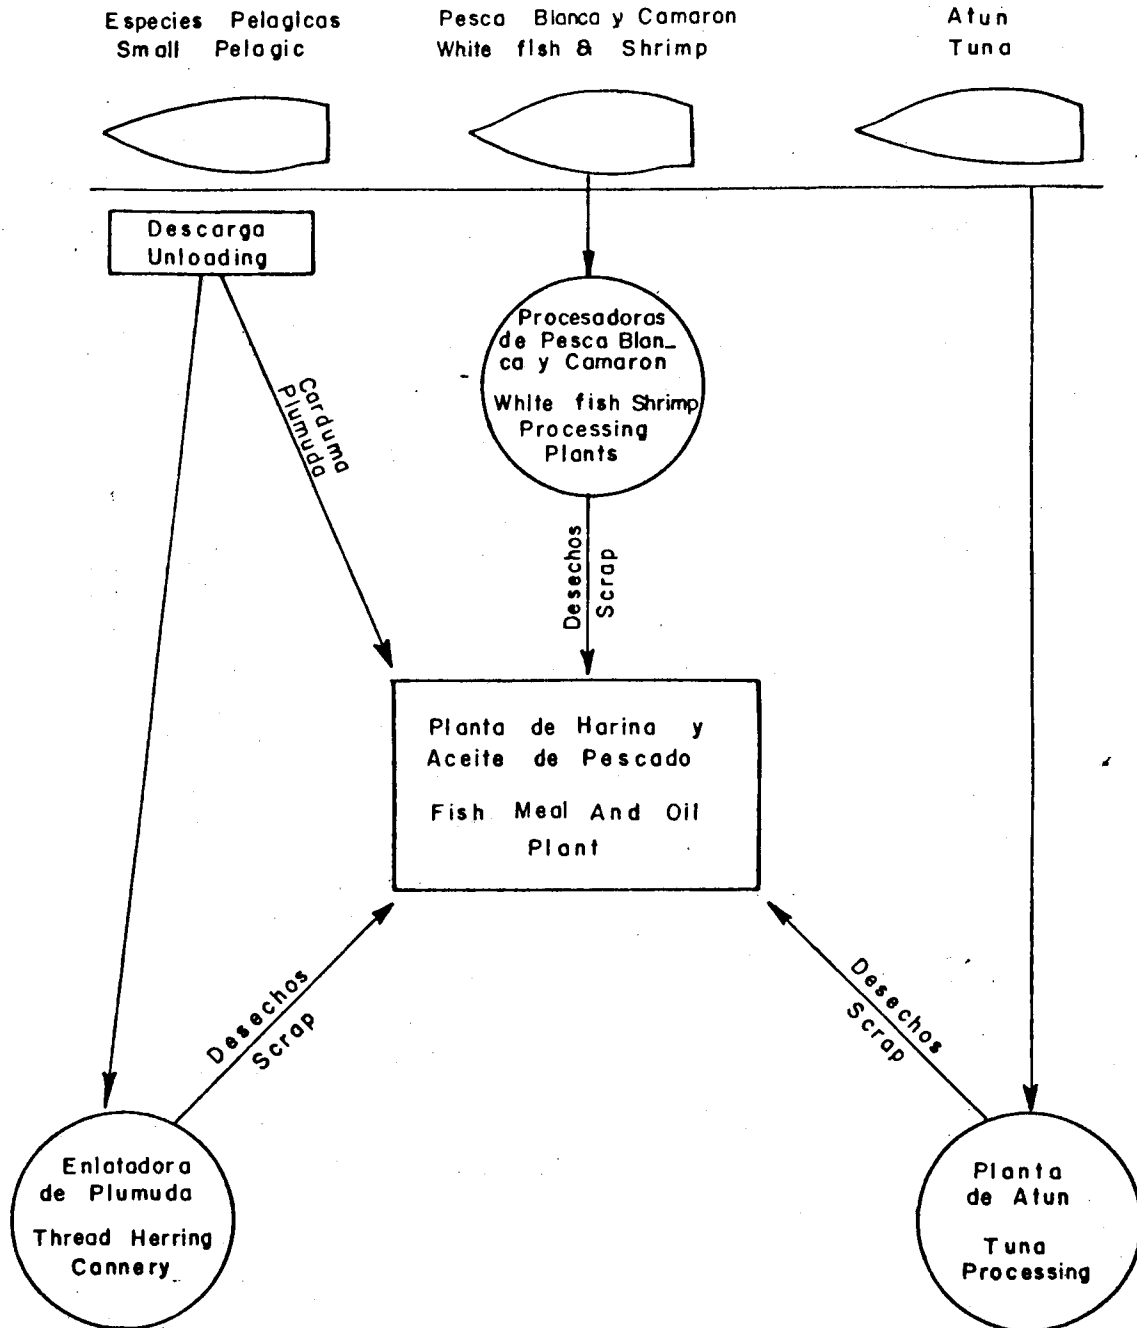 Especies Pelagicas
Small Pelagic
Pesca Blanca y Camaron
White fish & Shrimp
Atun
Tuna
Descarga
Unloading
Procesadoras
de Pesca Blan_
ca y Camaron
White fish Shrimp
Processing
Plants
Carduma
Plumuda
Desechos
Scrap
Planta de Harina y
Aceite de Pescado
Fish Meal And Oil
Plant
Desechos
Scrap
Desechos
Scrap
Enlatadora
de Plumuda
Thread Herring
Cannery
Planta
de Atun
Tuna
Processing